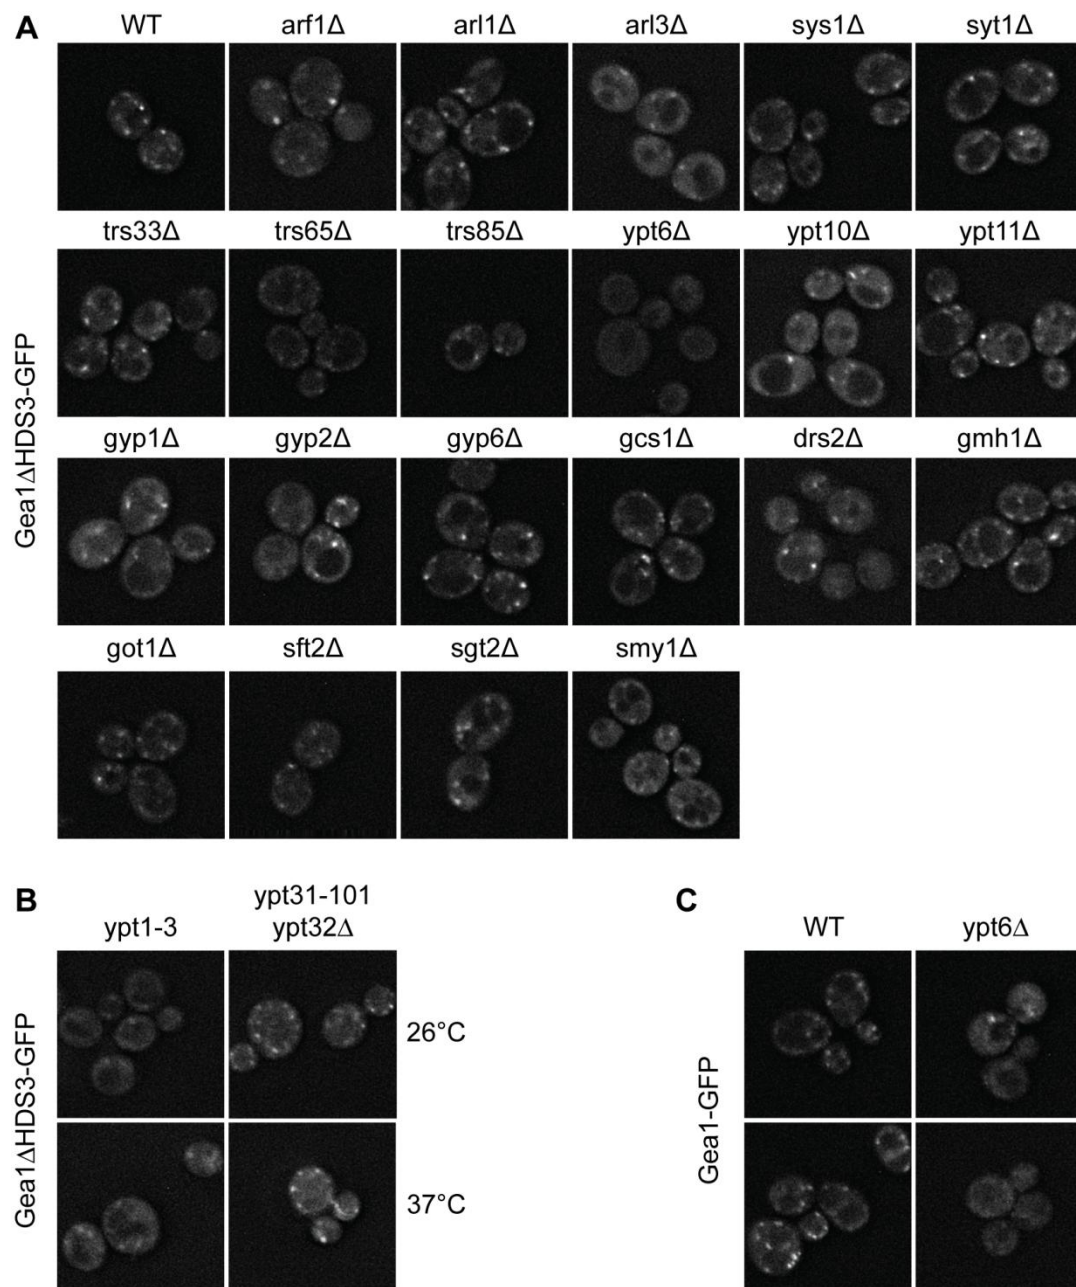 A
WT arf1Δ arl1Δ arl3Δ sys1Δ syt1Δ
trs33Δ trs65Δ trs85Δ ypt6Δ ypt10Δ ypt11Δ
Gea1ΔHDS3-GFP
gyp1Δ gyp2Δ gyp6Δ gcs1Δ drs2Δ gmh1Δ
got1Δ sft2Δ sgt2Δ smy1Δ
B
ypt1-3
ypt31-101
ypt32Δ
Gea1ΔHDS3-GFP
26°C
37°C
C
WT ypt6Δ
Gea1-GFP